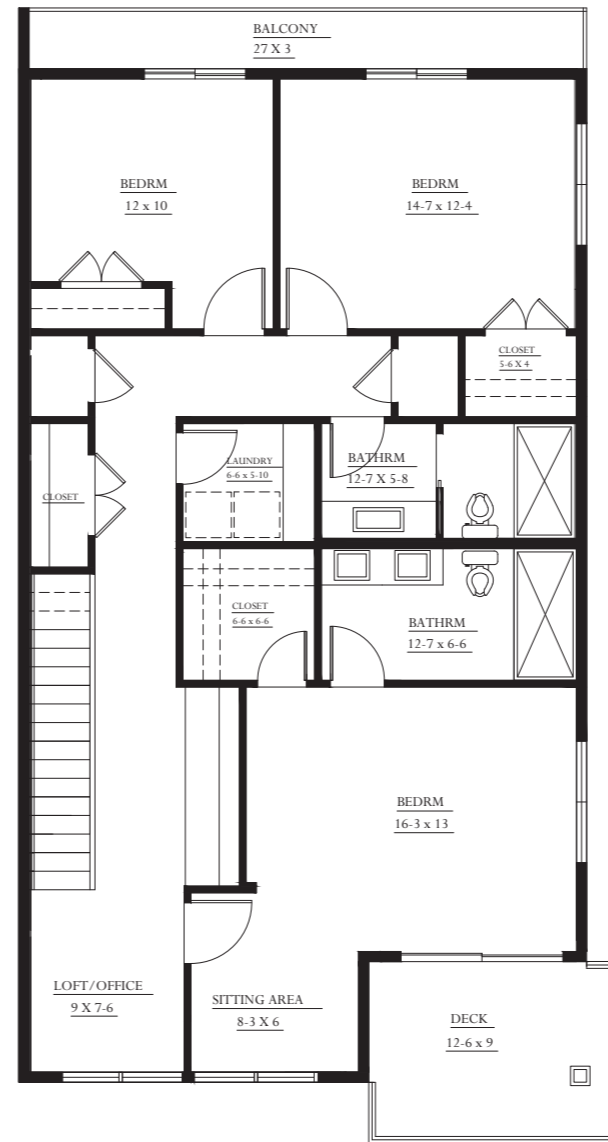 BALCONY
27 X 3
BEDRM
12 x 10
BEDRM
14-7 x 12-4
CLOSET
5-6 X 4
LAUNDRY
6-6 x 5-10
BATHRM
12-7 X 5-8
CLOSET
CLOSET
6-6 x 6-6
BATHRM
12-7 x 6-6
BEDRM
16-3 x 13
LOFT/OFFICE
9 X 7-6
SITTING AREA
8-3 X 6
DECK
12-6 x 9